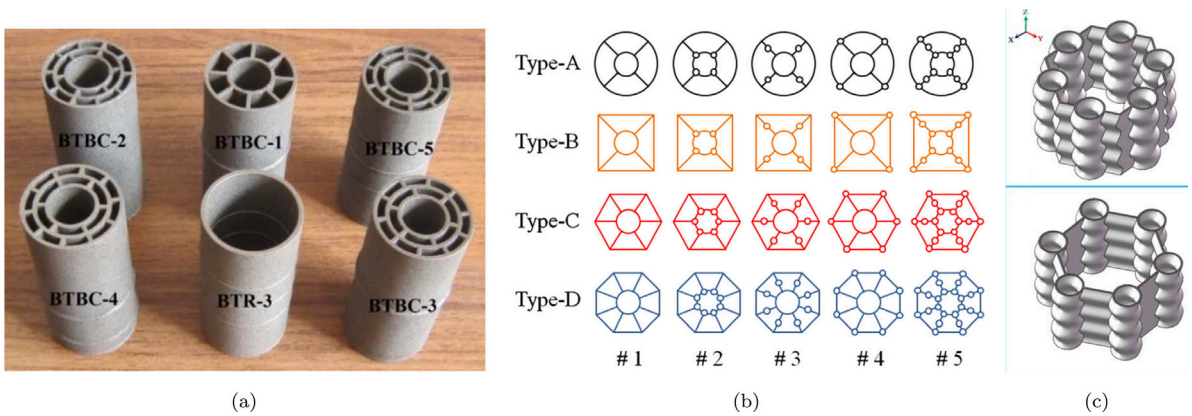 BTBC-2
BTBC-1
BTBC-5
BTBC-4
BTR-3
BTBC-3
(a)
Type-A
Type-B
Type-C
Type-D
# 1 # 2 # 3 # 4 # 5
(b)
Z
X Y
(c)